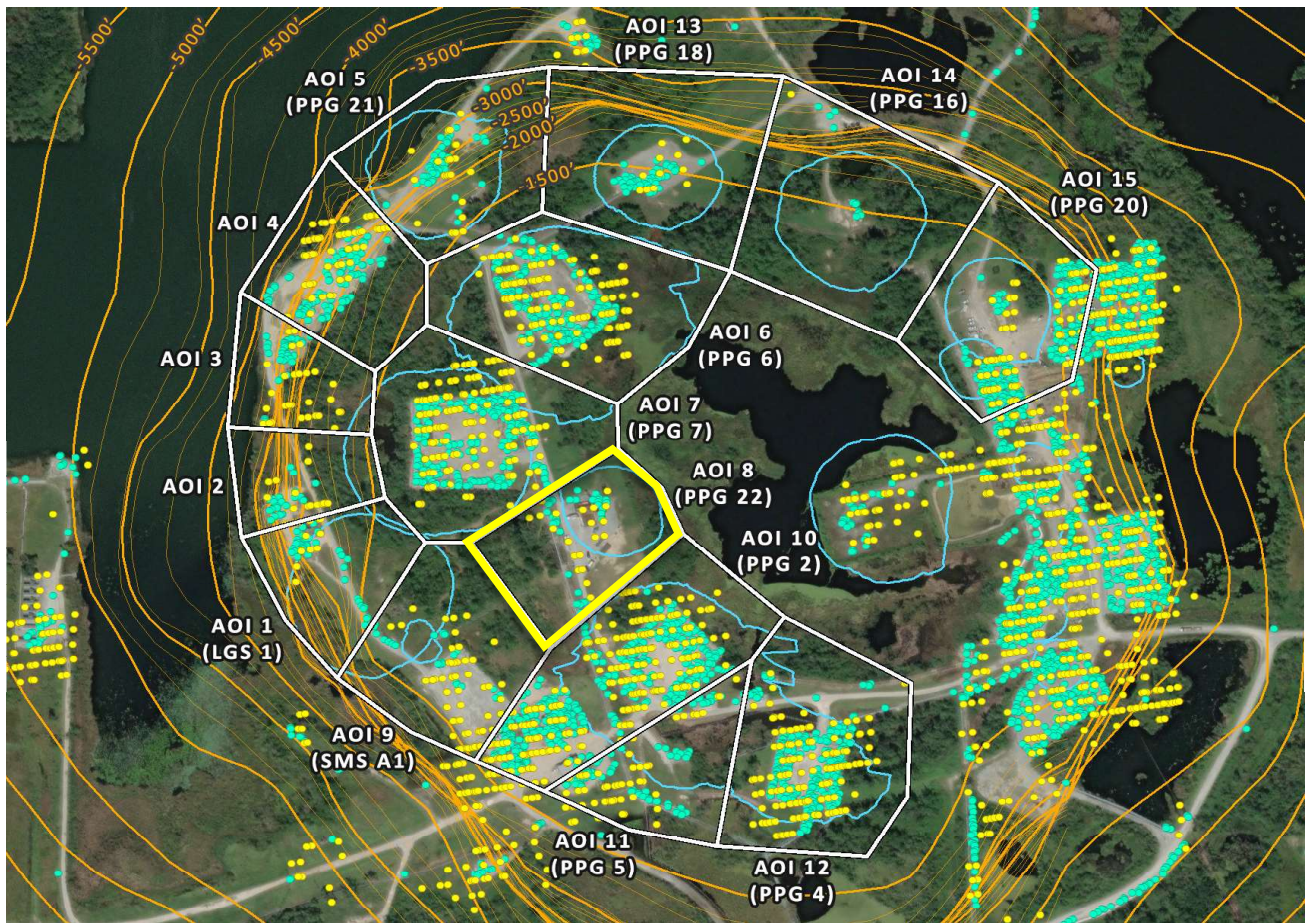 -5500'
-5000'
-4500'
-4000'
-3500'
-3000'
-2500'
-2000'
-1500'
AOI 13
(PPG 18)
AOI 5
(PPG 21)
AOI 14
(PPG 16)
AOI 15
(PPG 20)
AOI 4
AOI 3
AOI 6
(PPG 6)
AOI 7
(PPG 7)
AOI 8
(PPG 22)
AOI 2
AOI 10
(PPG 2)
AOI 1
(LGS 1)
AOI 9
(SMS A1)
AOI 11
(PPG 5)
AOI 12
(PPG 4)